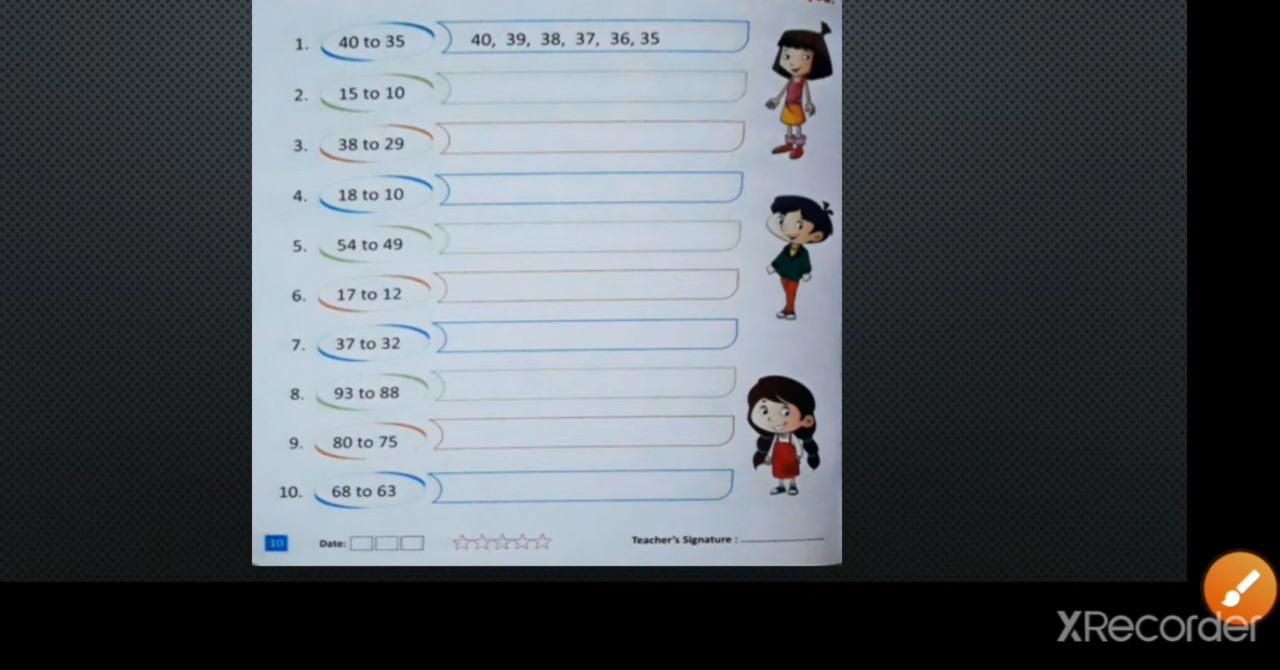 you.
1. 40 to 35 40, 39, 38, 37, 36, 35
2. 15 to 10
3. 38 to 29
4. 18 to 10
5. 54 to 49
6. 17 to 12
7. 37 to 32
8. 93 to 88
9. 80 to 75
10. 68 to 63
10 Date: Teacher's Signature :
XRecorder